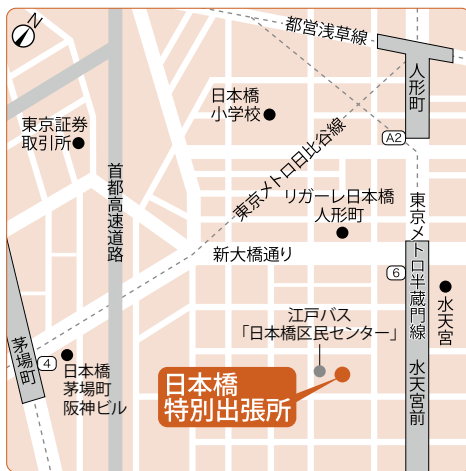 N
都営浅草線
人形町
日本橋
小学校
A2
東京証券
取引所
東京メトロ日比谷線
首都高速道路
リガーレ日本橋
人形町
東京メトロ半蔵門線
新大橋通り
6
水天宮
江戸バス
「日本橋区民センター」
茅場町
4
日本橋
茅場町
阪神ビル
日本橋
特別出張所
水天宮前